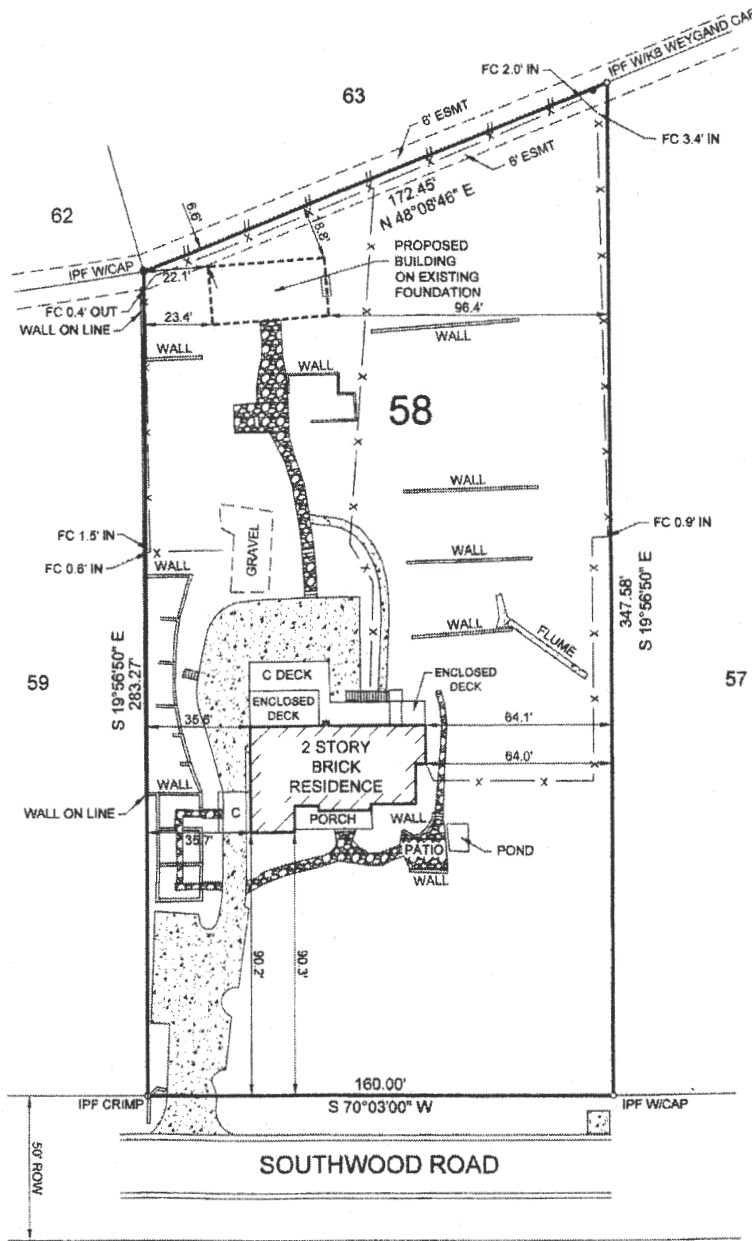 IPF W/KB WEYGAND CAP
FC 2.0' IN
63
6' ESMT
FC 3.4' IN
6' ESMT
172.45'
N 48°08'46" E
62
6.6'
18.8'
PROPOSED
BUILDING
ON EXISTING
FOUNDATION
IPF W/CAP
22.1'
FC 0.4' OUT
WALL ON LINE
23.4'
96.4'
WALL
WALL
WALL
58
WALL
FC 1.5' IN
FC 0.9' IN
GRAVEL
FC 0.6' IN
WALL
WALL
347.58'
S 19°56'50" E
WALL
FLUME
S 19°56'50" E
283.27'
59
57
C DECK
ENCLOSED
DECK
ENCLOSED
DECK
35.6'
64.1'
2 STORY
BRICK
RESIDENCE
64.0'
WALL
WALL ON LINE
C
PORCH
WALL
35.7'
PATIO
POND
WALL
90.2'
90.3'
160.00'
S 70°03'00" W
IPF CRIMP
IPF W/CAP
50' ROW
SOUTHWOOD ROAD